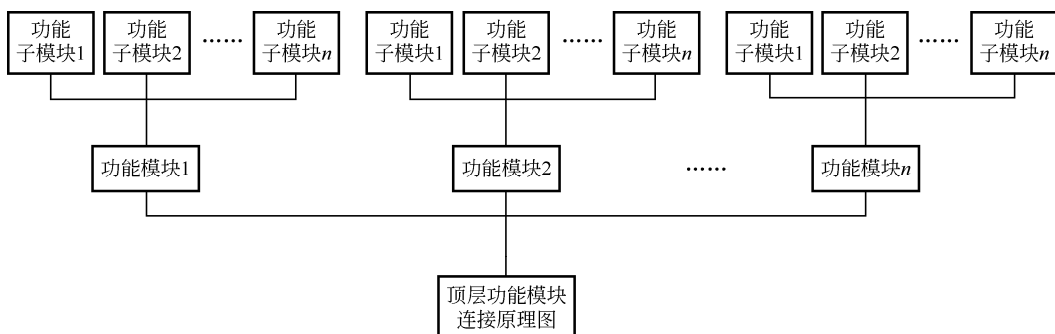 功能
子模块1
功能
子模块2
……
功能
子模块n
功能
子模块1
功能
子模块2
……
功能
子模块n
功能
子模块1
功能
子模块2
……
功能
子模块n
功能模块1
功能模块2
……
功能模块n
顶层功能模块
连接原理图